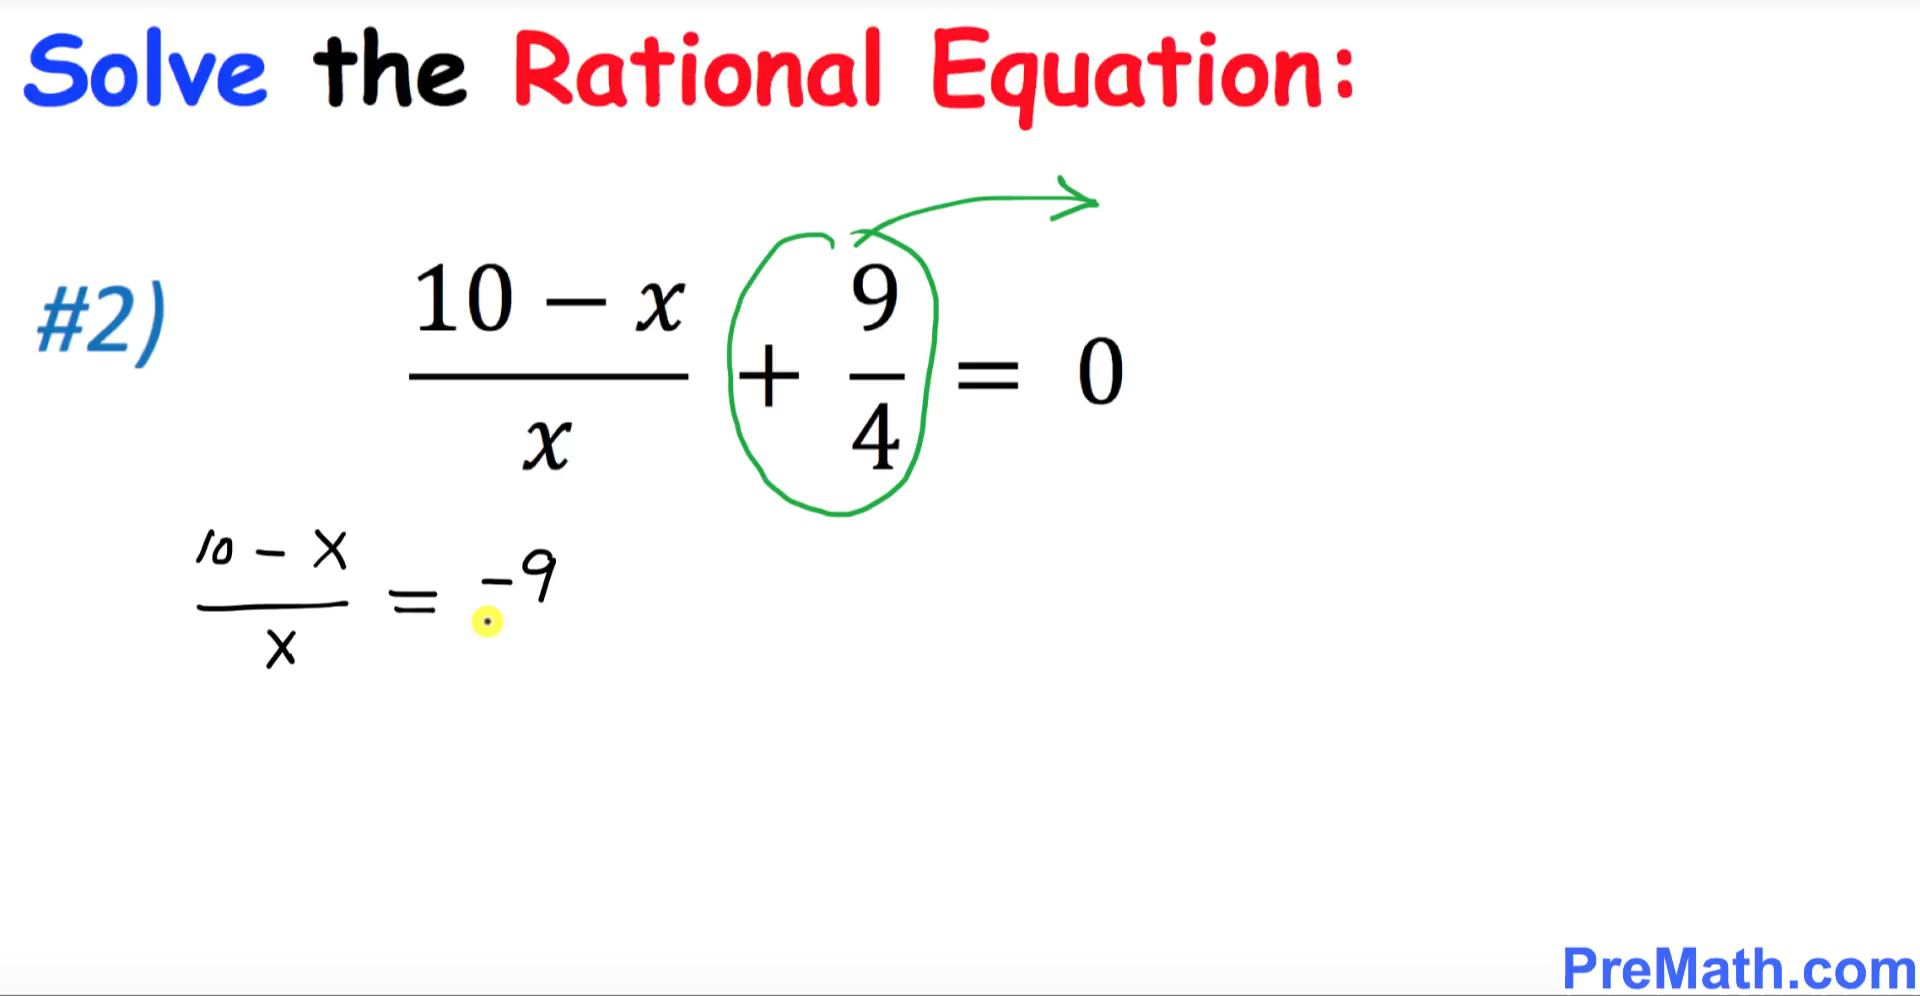 Solve the Rational Equation:
#2)
10 − x
x
+
9
4
= 0
10 - x
x
= -9
PreMath.com